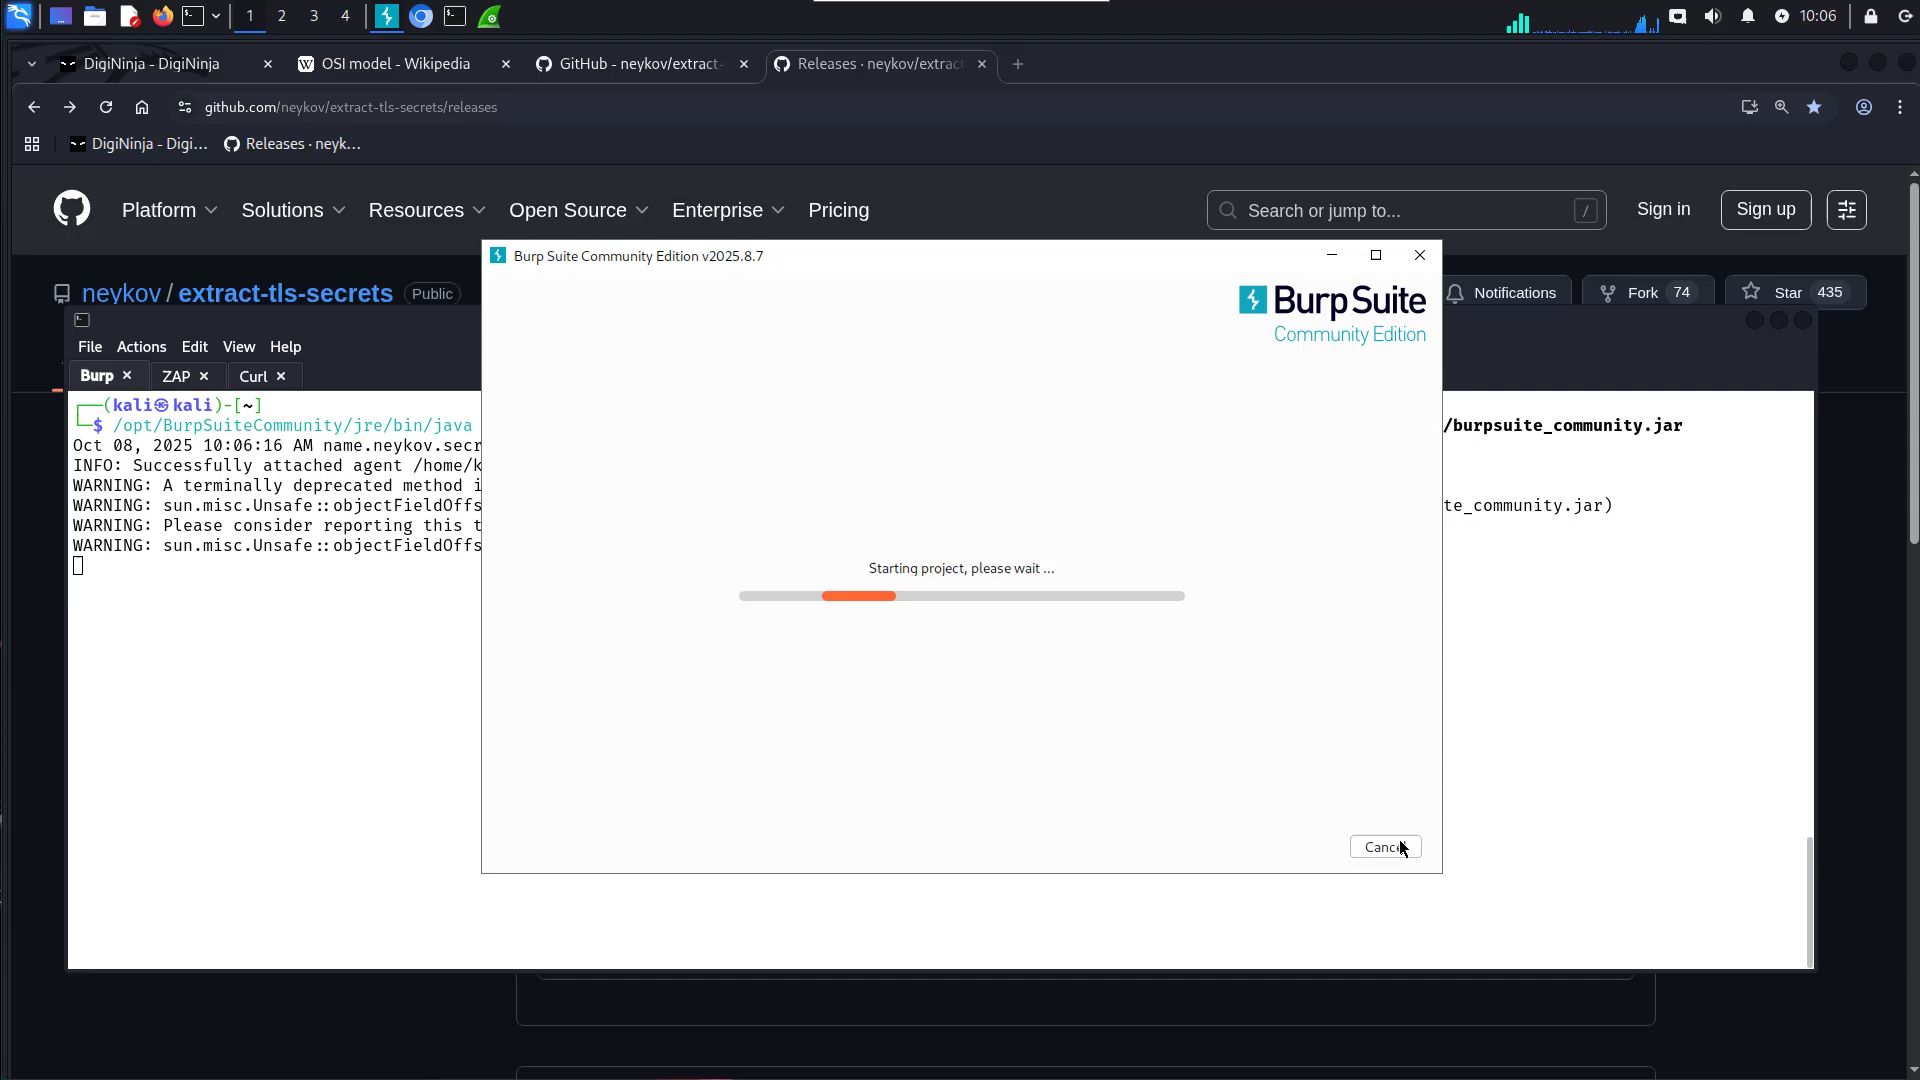 1 2 3 4
10:06
DigiNinja - DigiNinja
OSI model - Wikipedia
GitHub - neykov/extract-
Releases · neykov/extract
github.com/neykov/extract-tls-secrets/releases
DigiNinja - Digi...
Releases · neyk...
Platform
Solutions
Resources
Open Source
Enterprise
Pricing
Search or jump to...
/
Sign in
Sign up
neykov / extract-tls-secrets
Public
Notifications
Fork 74
Star 435
Burp Suite Community Edition v2025.8.7
Burp Suite
Community Edition
Starting project, please wait ...
Cancel
File Actions Edit View Help
Burp
ZAP
Curl
┌──(kali㉿kali)-[~]
└─$ /opt/BurpSuiteCommunity/jre/bin/java
/burpsuite_community.jar
Oct 08, 2025 10:06:16 AM name.neykov.secr
INFO: Successfully attached agent /home/k
WARNING: A terminally deprecated method i
WARNING: sun.misc.Unsafe::objectFieldOffs
te_community.jar)
WARNING: Please consider reporting this t
WARNING: sun.misc.Unsafe::objectFieldOffs